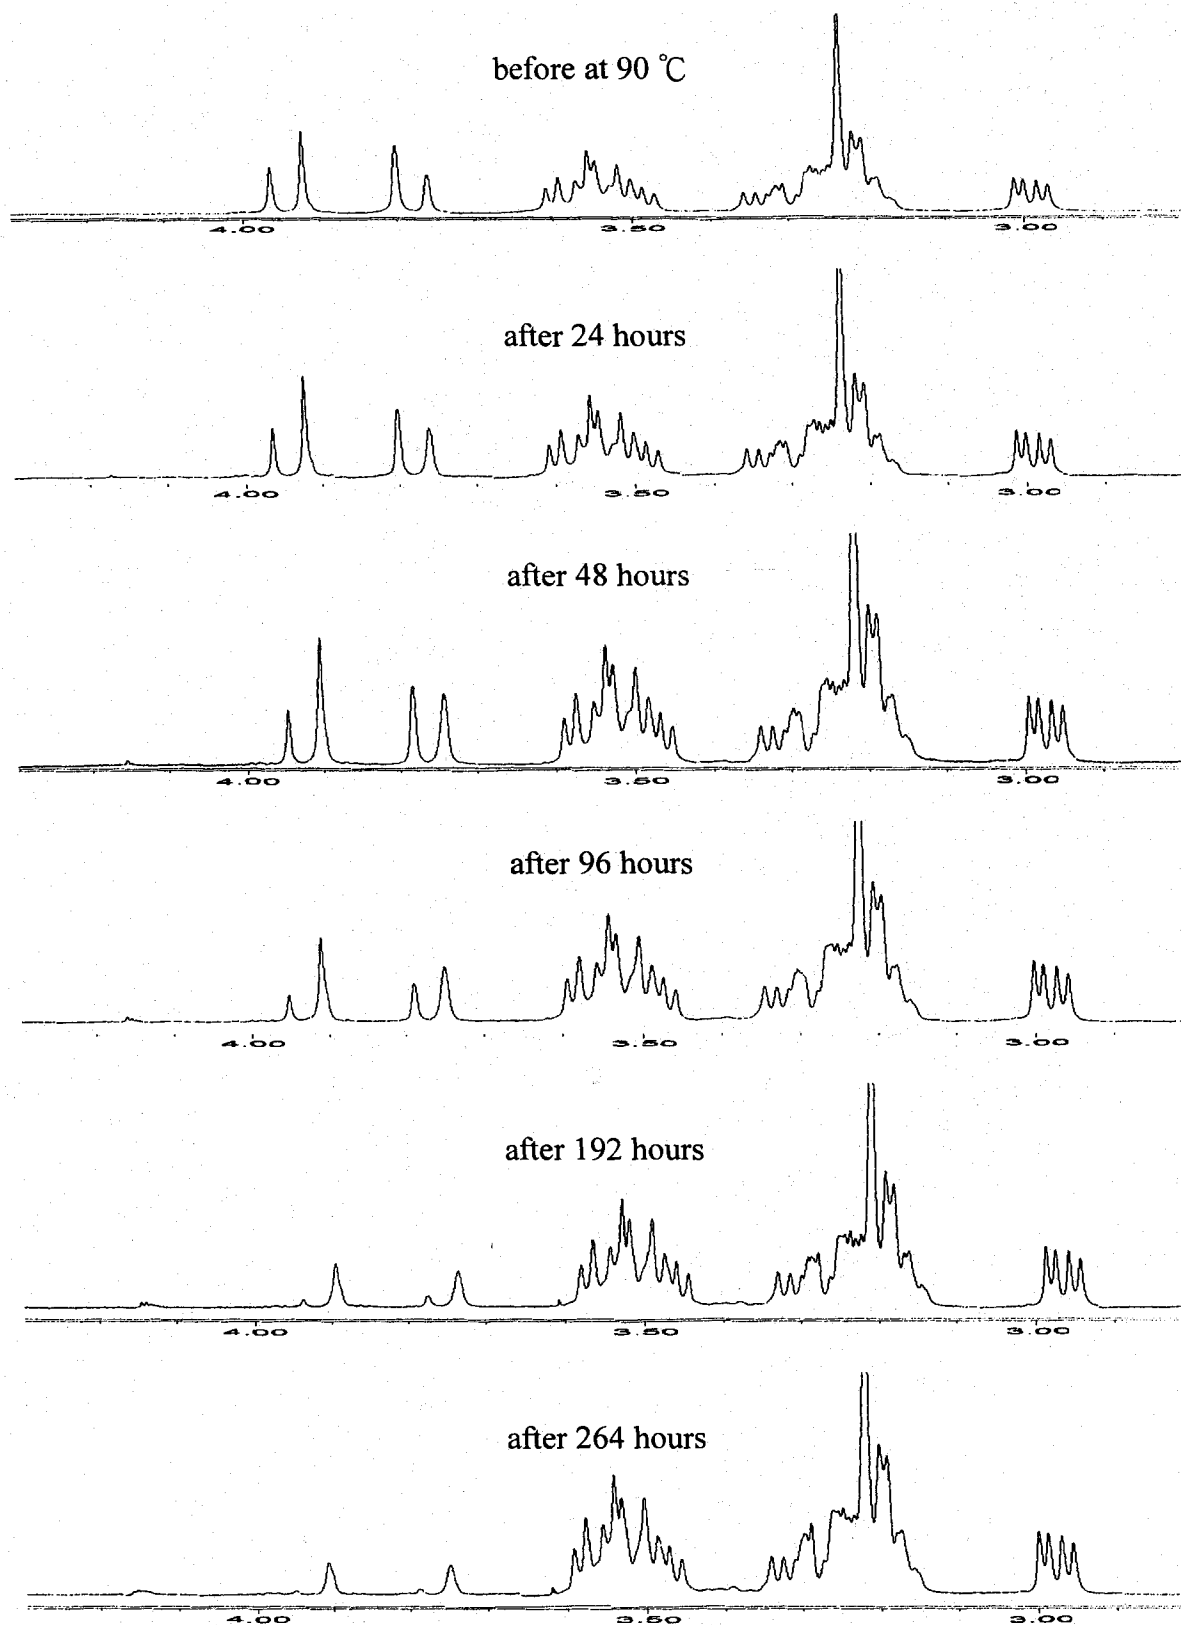 before at 90 ℃
4.00 3.50 3.00
after 24 hours
4.00 3.50 3.00
after 48 hours
4.00 3.50 3.00
after 96 hours
4.00 3.50 3.00
after 192 hours
4.00 3.50 3.00
after 264 hours
4.00 3.50 3.00